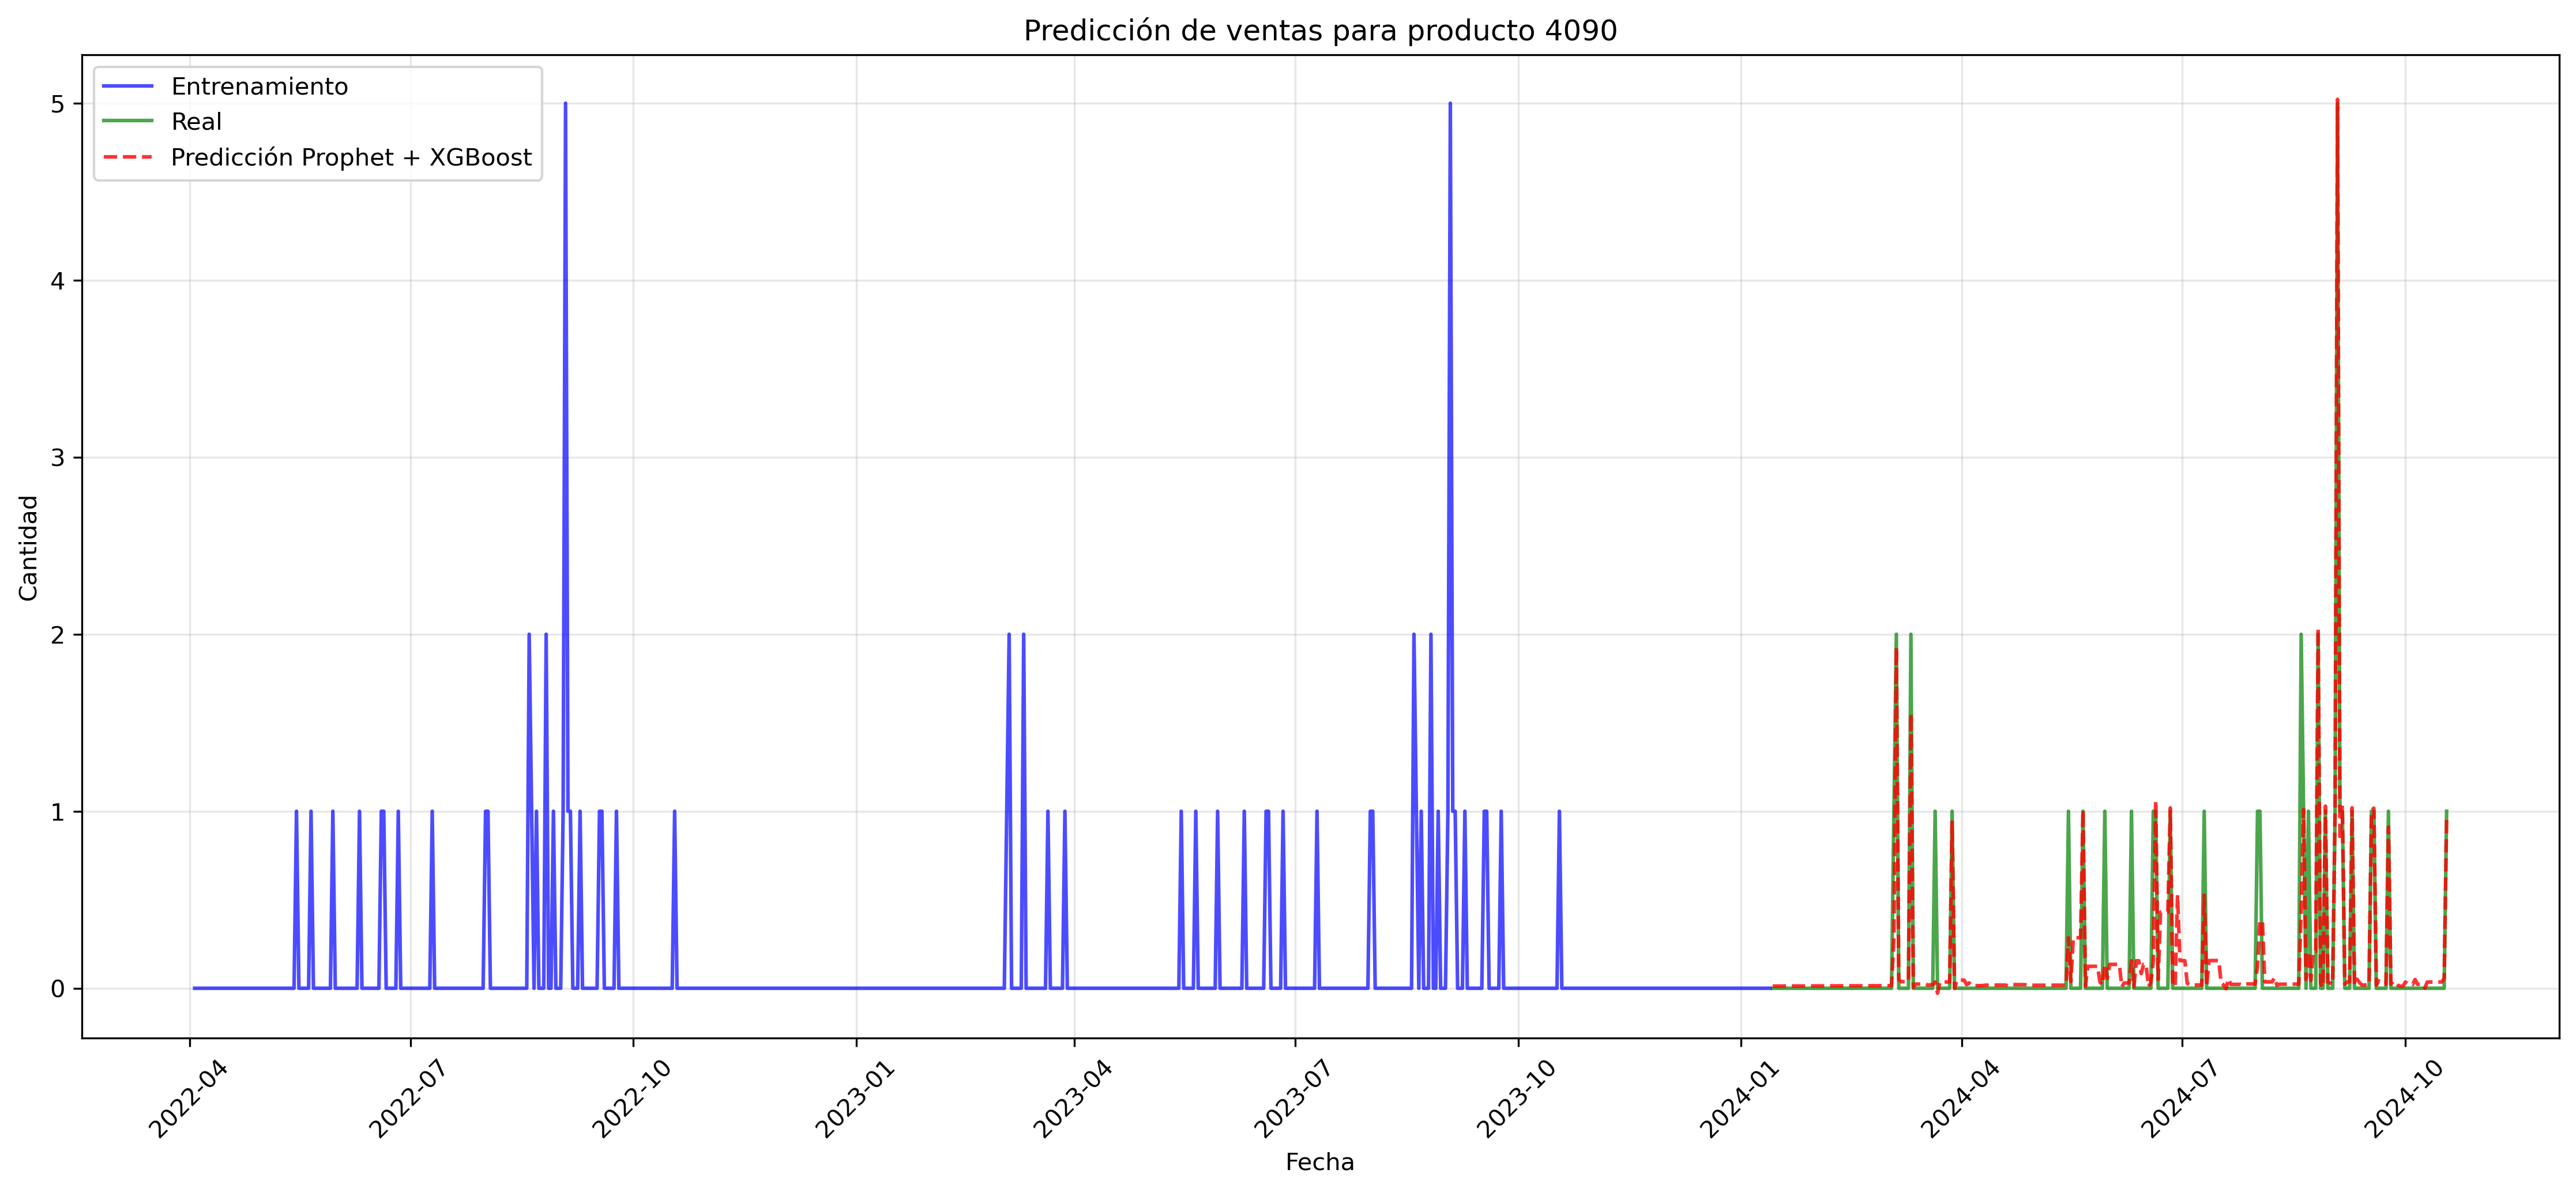 Predicción de ventas para producto 4090
Entrenamiento
Real
Predicción Prophet + XGBoost
Cantidad
5
4
3
2
1
0
2022-04
2022-07
2022-10
2023-01
2023-04
2023-07
2023-10
2024-01
2024-04
2024-07
2024-10
Fecha